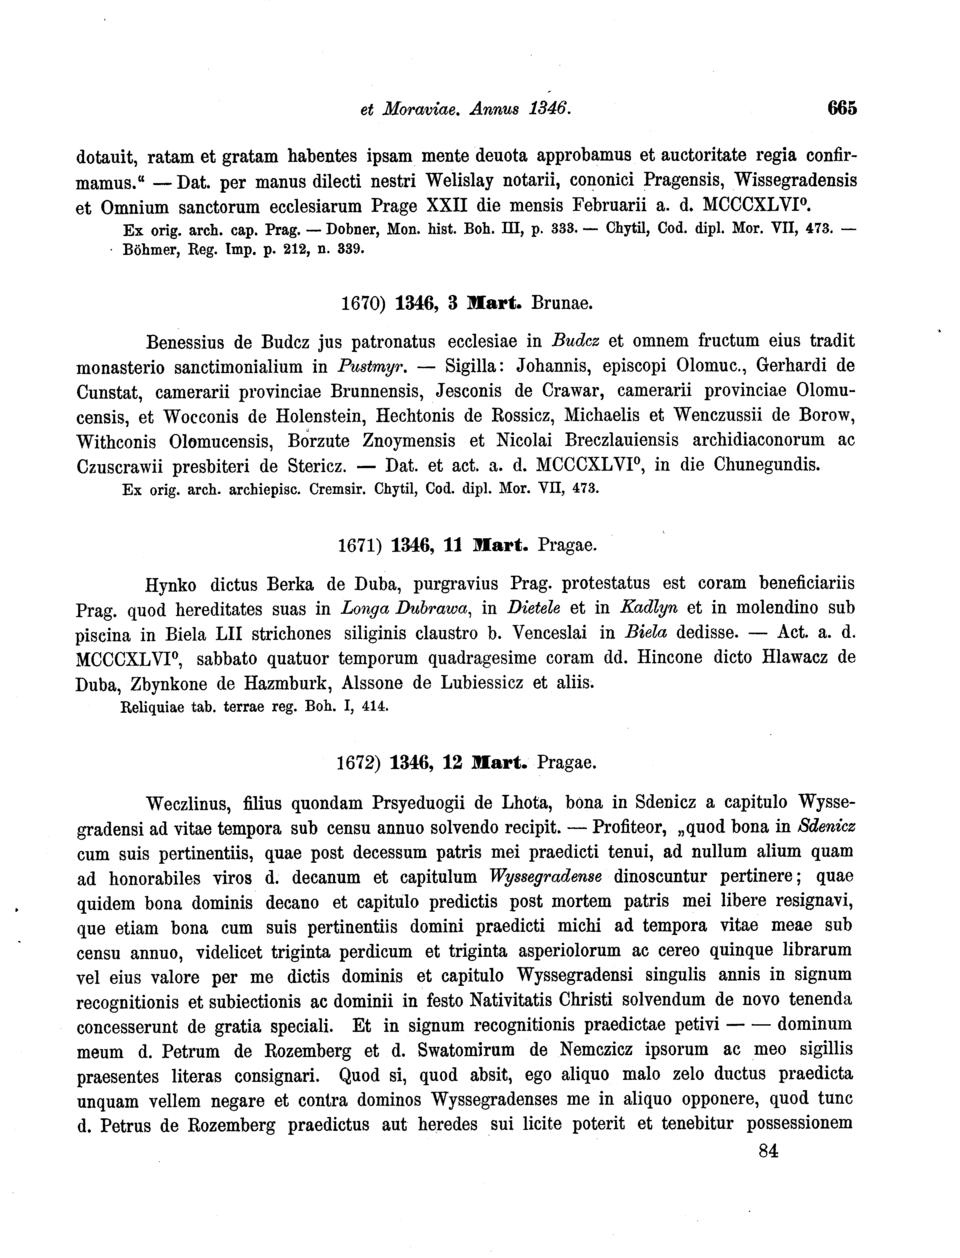 et Moraviae. Annus 1346. 665
dotauit, ratam et gratam habentes ipsam mente deuota approbamus et auctoritate regia confir-
mamus.“ — Dat. per manus dilecti nestri Welislay notarii, cononici Pragensis, Wissegradensis
et Omnium sanctorum ecclesiarum Prage XXII die mensis Februarii a. d. MCCCXLVI⁰.
Ex orig. arch. cap. Prag. — Dobner, Mon. hist. Boh. III, p. 333. — Chytil, Cod. dipl. Mor. VII, 473. —
Böhmer, Reg. Imp. p. 212, n. 339.
1670) 1346, 3 Mart. Brunae.
Benessius de Budcz jus patronatus ecclesiae in Budcz et omnem fructum eius tradit
monasterio sanctimonialium in Pustmyr. — Sigilla: Johannis, episcopi Olomuc., Gerhardi de
Cunstat, camerarii provinciae Brunnensis, Jesconis de Crawar, camerarii provinciae Olomu-
censis, et Wocconis de Holenstein, Hechtonis de Rossicz, Michaelis et Wenczussii de Borow,
Withconis Olomucensis, Borzute Znoymensis et Nicolai Breczlauiensis archidiaconorum ac
Czuscrawii presbiteri de Stericz. — Dat. et act. a. d. MCCCXLVI⁰, in die Chunegundis.
Ex orig. arch. archiepisc. Cremsir. Chytil, Cod. dipl. Mor. VII, 473.
1671) 1346, 11 Mart. Pragae.
Hynko dictus Berka de Duba, purgravius Prag. protestatus est coram beneficiariis
Prag. quod hereditates suas in Longa Dubrawa, in Dietele et in Kadlyn et in molendino sub
piscina in Biela LII strichones siliginis claustro b. Venceslai in Biela dedisse. — Act. a. d.
MCCCXLVI⁰, sabbato quatuor temporum quadragesime coram dd. Hincone dicto Hlawacz de
Duba, Zbynkone de Hazmburk, Alssone de Lubiessicz et aliis.
Reliquiae tab. terrae reg. Boh. I, 414.
1672) 1346, 12 Mart. Pragae.
Weczlinus, filius quondam Prsyeduogii de Lhota, bona in Sdenicz a capitulo Wysse-
gradensi ad vitae tempora sub censu annuo solvendo recipit. — Profiteor, „quod bona in Sdenicz
cum suis pertinentiis, quae post decessum patris mei praedicti tenui, ad nullum alium quam
ad honorabiles viros d. decanum et capitulum Wyssegradense dinoscuntur pertinere; quae
quidem bona dominis decano et capitulo predictis post mortem patris mei libere resignavi,
que etiam bona cum suis pertinentiis domini praedicti michi ad tempora vitae meae sub
censu annuo, videlicet triginta perdicum et triginta asperiolorum ac cereo quinque librarum
vel eius valore per me dictis dominis et capitulo Wyssegradensi singulis annis in signum
recognitionis et subiectionis ac dominii in festo Nativitatis Christi solvendum de novo tenenda
concesserunt de gratia speciali. Et in signum recognitionis praedictae petivi — — dominum
meum d. Petrum de Rozemberg et d. Swatomirum de Nemczicz ipsorum ac meo sigillis
praesentes literas consignari. Quod si, quod absit, ego aliquo malo zelo ductus praedicta
unquam vellem negare et contra dominos Wyssegradenses me in aliquo opponere, quod tunc
d. Petrus de Rozemberg praedictus aut heredes sui licite poterit et tenebitur possessionem
84